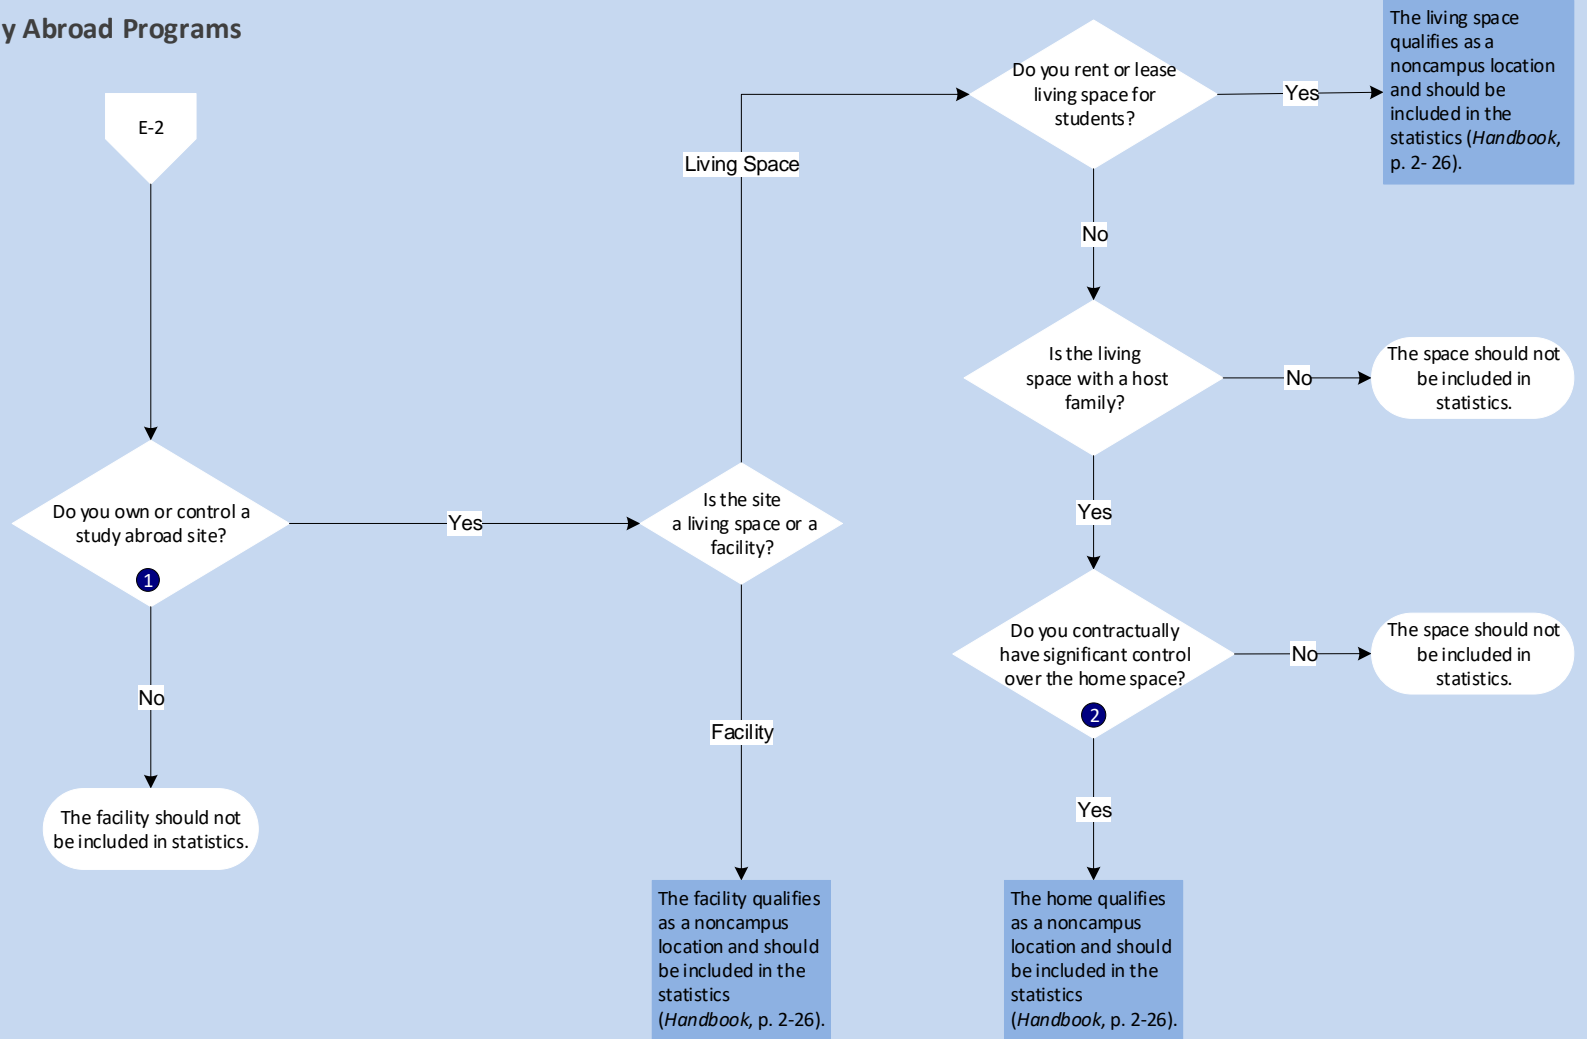 y Abroad Programs
E-2
Do you own or control a
study abroad site?
1
No
The facility should not
be included in statistics.
Yes
Is the site
a living space or a
facility?
Living Space
Facility
The facility qualifies
as a noncampus
location and should
be included in the
statistics
(Handbook, p. 2-26).
Do you rent or lease
living space for
students?
Yes
The living space
qualifies as a
noncampus location
and should be
included in the
statistics (Handbook,
p. 2- 26).
No
Is the living
space with a host
family?
No
The space should not
be included in
statistics.
Yes
Do you contractually
have significant control
over the home space?
2
No
The space should not
be included in
statistics.
Yes
The home qualifies
as a noncampus
location and should
be included in the
statistics
(Handbook, p. 2-26).